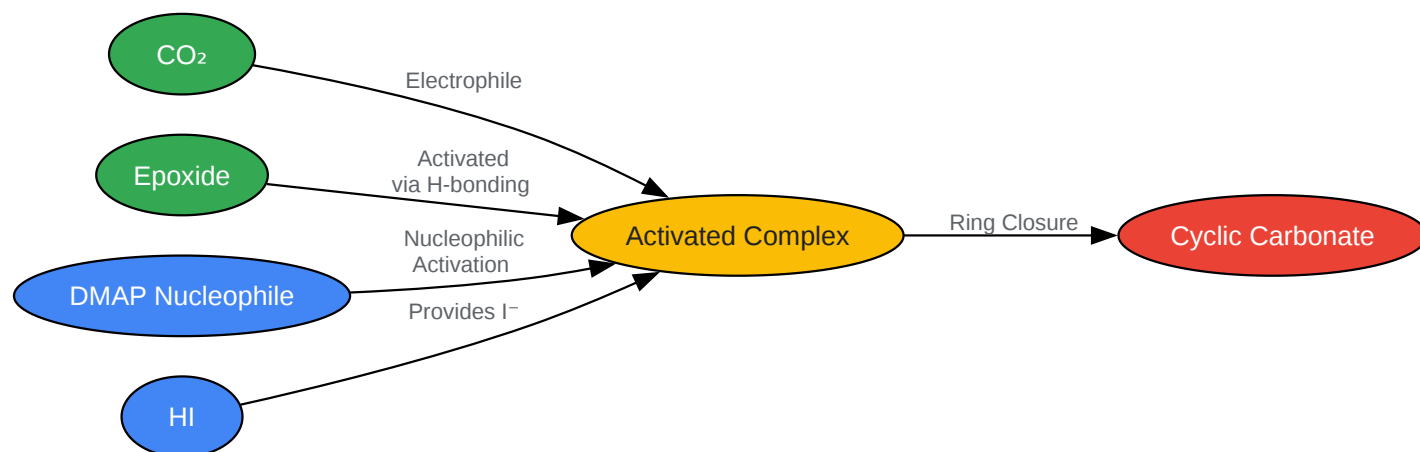 CO₂
Electrophile
Epoxide
Activated
via H-bonding
DMAP Nucleophile
Nucleophilic
Activation
HI
Provides I⁻
Activated Complex
Ring Closure
Cyclic Carbonate